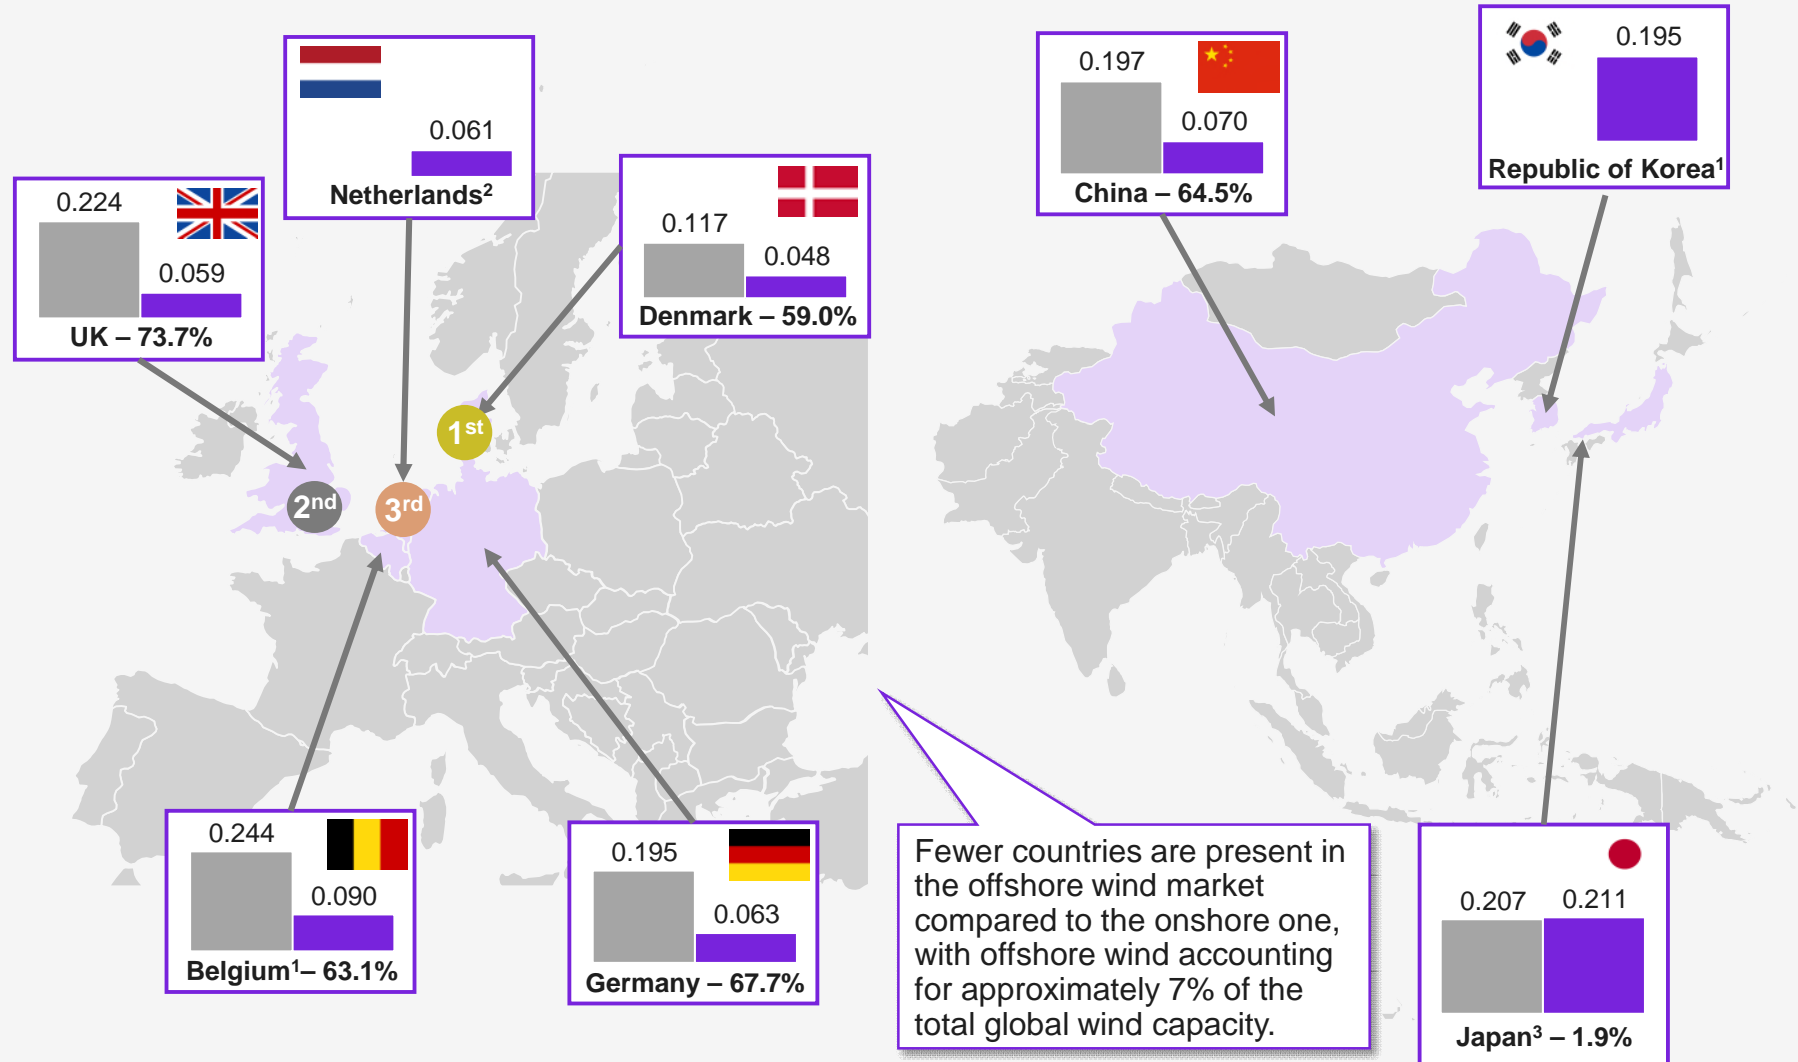 0.195
Republic of Korea¹
0.197
0.070
China – 64.5%
0.061
Netherlands²
0.117
0.048
Denmark – 59.0%
0.224
0.059
UK – 73.7%
1st
2nd
3rd
0.244
0.090
Belgium¹– 63.1%
0.195
0.063
Germany – 67.7%
Fewer countries are present in
the offshore wind market
compared to the onshore one,
with offshore wind accounting
for approximately 7% of the
total global wind capacity.
0.207
0.211
Japan³ – 1.9%